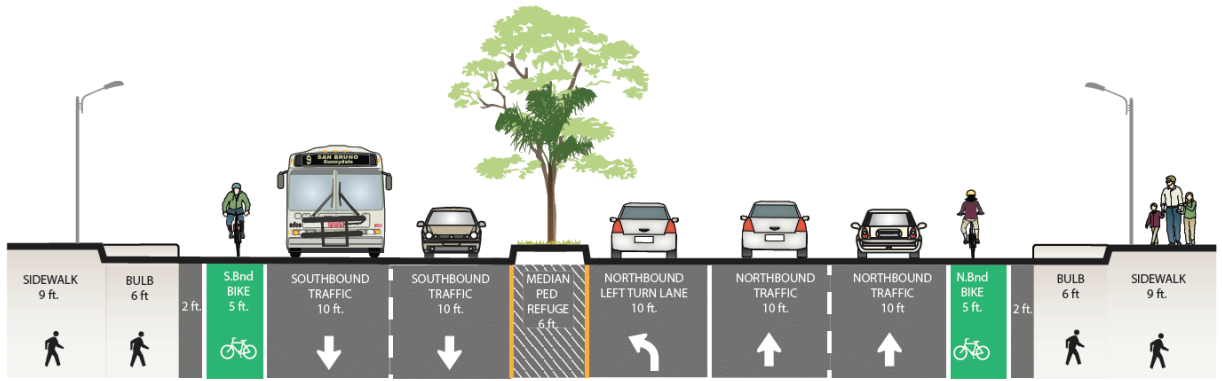 9 SAN BRUNO
Sunnydale
SIDEWALK
9 ft.
BULB
6 ft
2 ft.
S.Bnd
BIKE
5 ft.
SOUTHBOUND
TRAFFIC
10 ft.
SOUTHBOUND
TRAFFIC
10 ft.
MEDIAN
PED
REFUGE
6 ft.
NORTHBOUND
LEFT TURN LANE
10 ft.
NORTHBOUND
TRAFFIC
10 ft.
NORTHBOUND
TRAFFIC
10 ft
N.Bnd
BIKE
5 ft.
2 ft.
BULB
6 ft
SIDEWALK
9 ft.